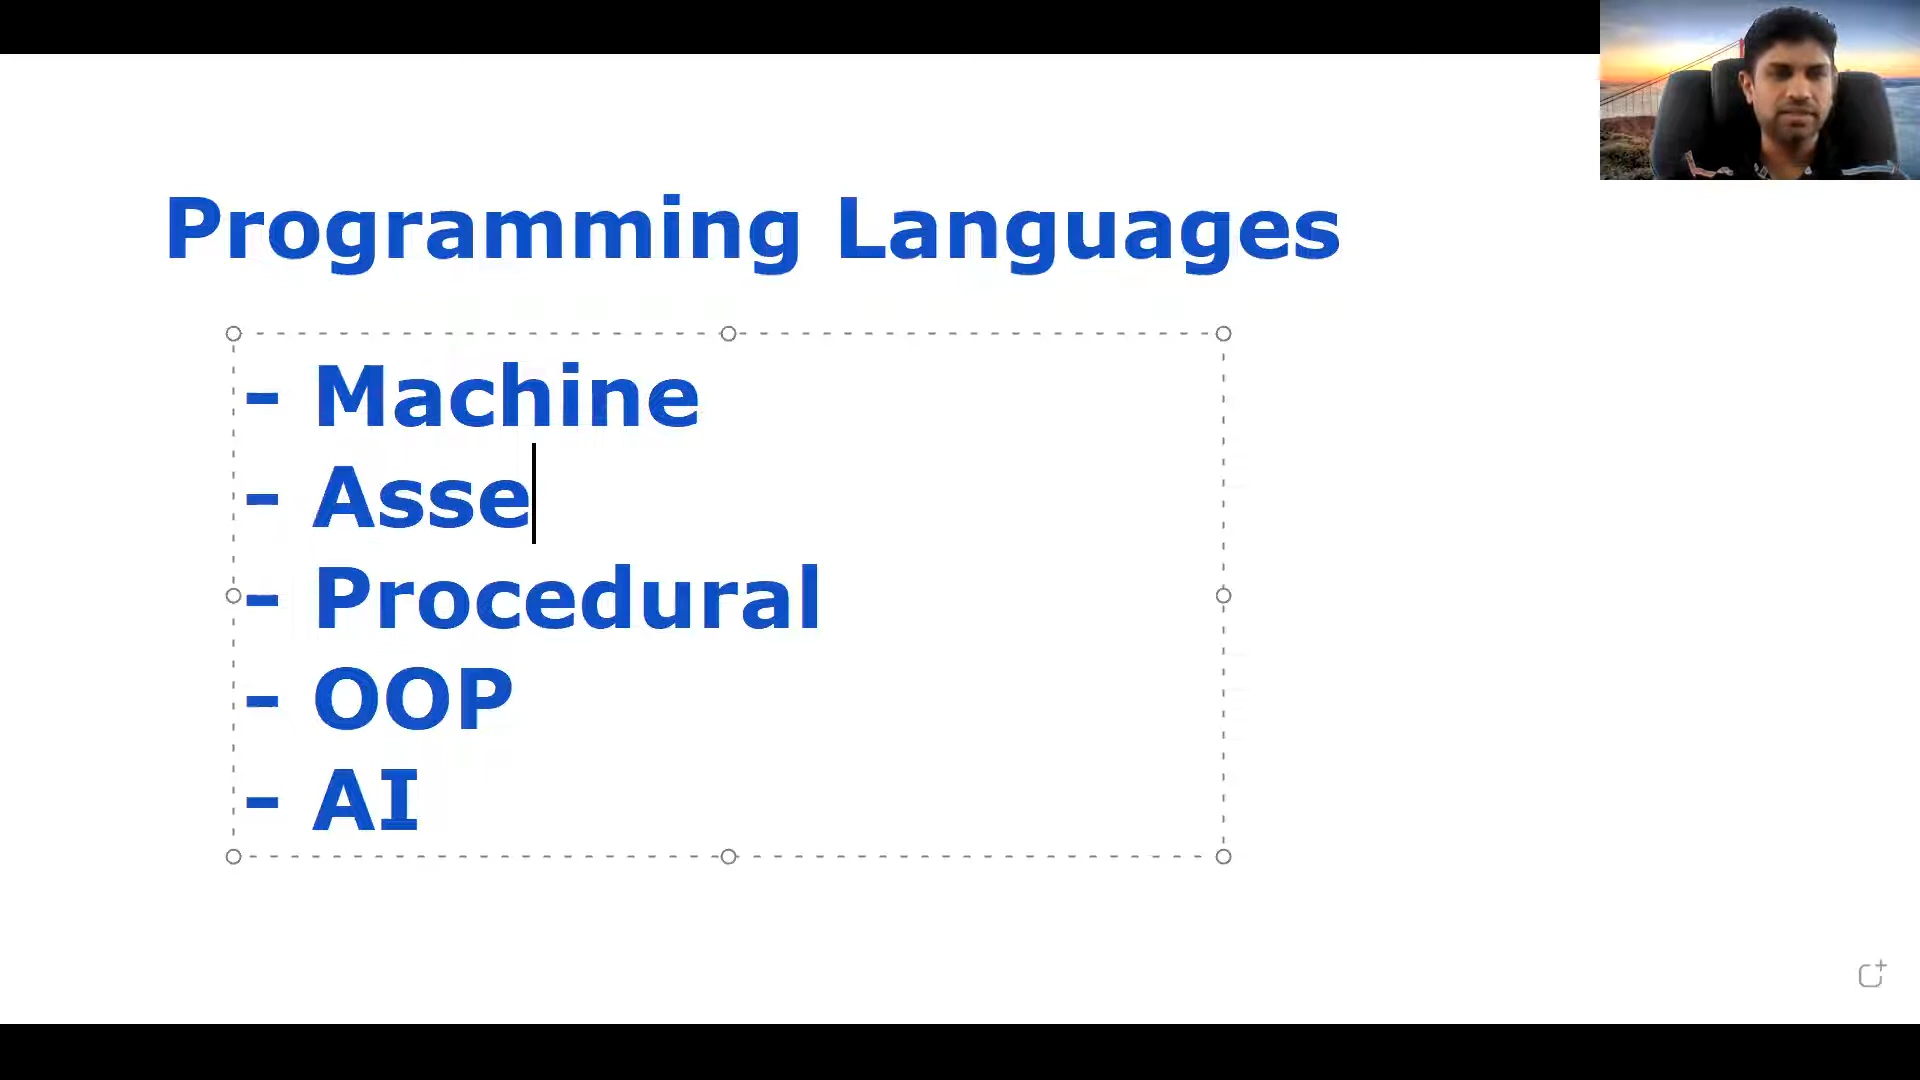 Programming Languages
- Machine
- Asse
- Procedural
- OOP
- AI